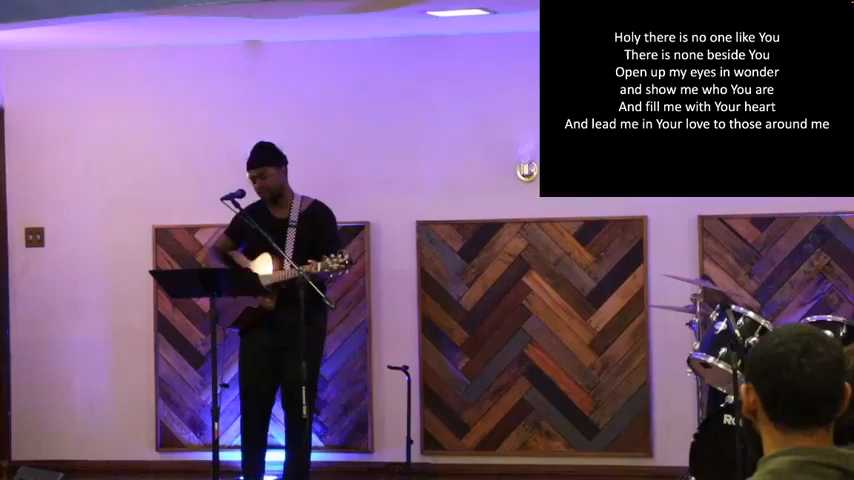 Holy there is no one like You
There is none beside You
Open up my eyes in wonder
and show me who You are
And fill me with Your heart
And lead me in Your love to those around me